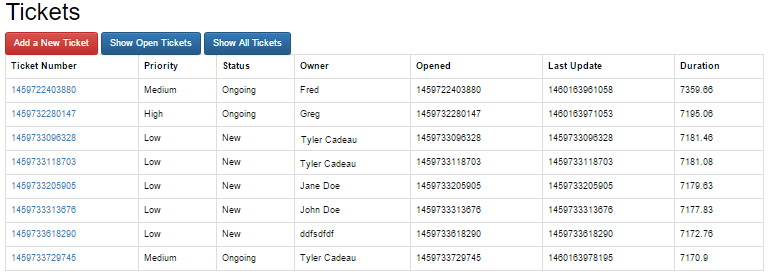 Tickets
Add a New Ticket Show Open Tickets Show All Tickets
Ticket Number Priority Status Owner Opened Last Update Duration
1459722403880 Medium Ongoing Fred 1459722403880 1460163961058 7359.66
1459732280147 High Ongoing Greg 1459732280147 1460163971053 7195.06
1459733096328 Low New Tyler Cadeau 1459733096328 1459733096328 7181.46
1459733118703 Low New Tyler Cadeau 1459733118703 1459733118703 7181.08
1459733205905 Low New Jane Doe 1459733205905 1459733205905 7179.63
1459733313676 Low New John Doe 1459733313676 1459733313676 7177.83
1459733618290 Low New ddfsdfdf 1459733618290 1459733618290 7172.76
1459733729745 Medium Ongoing Tyler Cadeau 1459733729745 1460163978195 7170.9